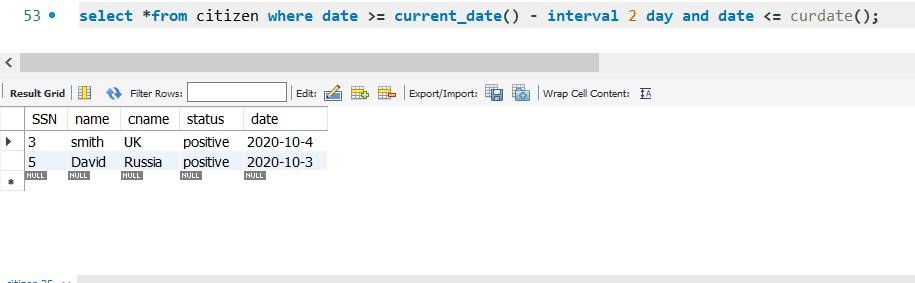 53 select *from citizen where date >= current_date() - interval 2 day and date <= curdate();
Result Grid Filter Rows: Edit: Export/Import: Wrap Cell Content:
SSN name cname status date
3 smith UK positive 2020-10-4
5 David Russia positive 2020-10-3
NULL NULL NULL NULL NULL